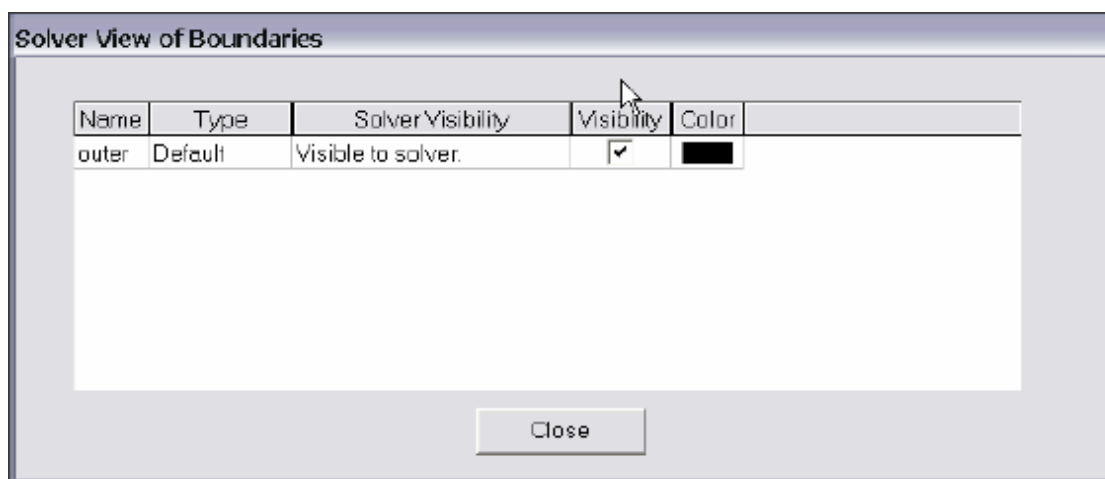 Solver View of Boundaries
Name Type Solver Visibility Visibility Color
outer Default Visible to solver.
Close